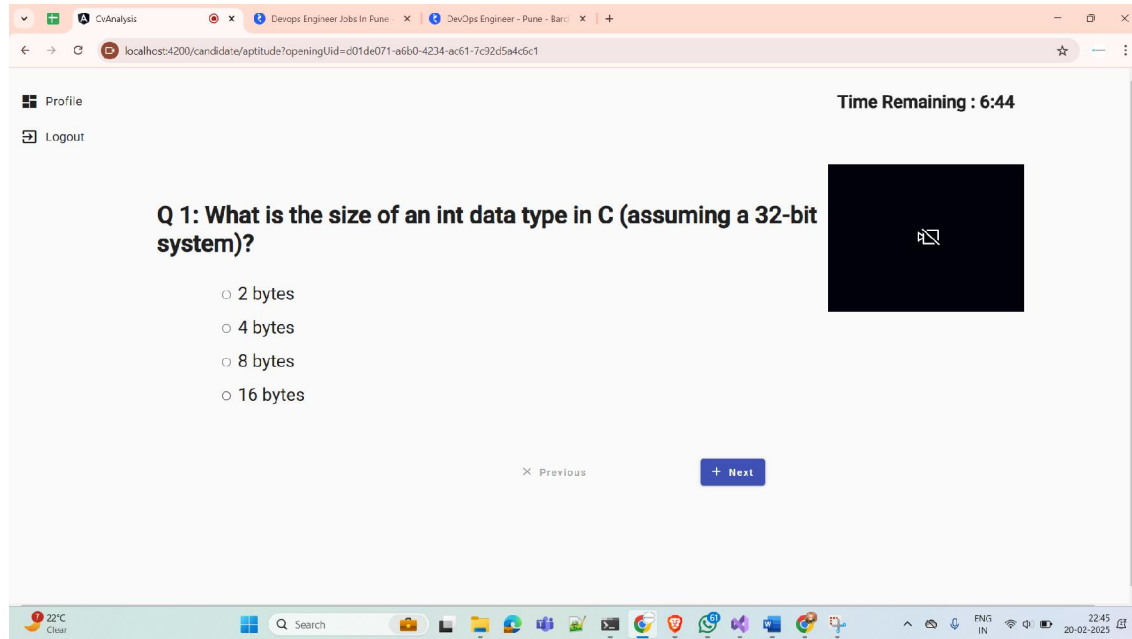 CvAnalysis
Devops Engineer Jobs In Pune
DevOps Engineer - Pune - Barcl
localhost:4200/candidate/aptitude?openingUid=d01de071-a6b0-4234-ac61-7c92d5a4c6c1
Profile
Time Remaining : 6:44
Logout
Q 1: What is the size of an int data type in C (assuming a 32-bit
system)?
2 bytes
4 bytes
8 bytes
16 bytes
Previous
Next
22°C
Clear
Search
ENG
IN
22:45
20-02-2025